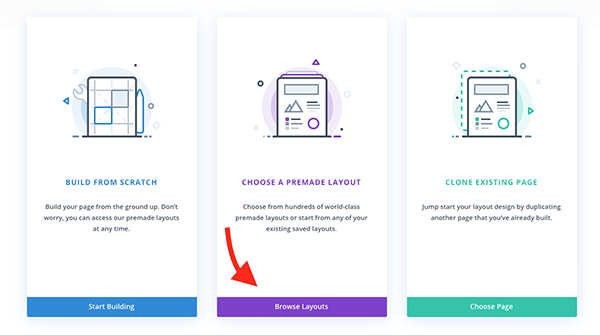 BUILD FROM SCRATCH
Build your page from the ground up. Don't
worry, you can access our premade layouts
at any time.
Start Building
CHOOSE A PREMADE LAYOUT
Choose from hundreds of world-class
premade layouts or start from any of your
existing saved layouts.
Browse Layouts
CLONE EXISTING PAGE
Jump start your layout design by duplicating
another page that you've already built.
Choose Page